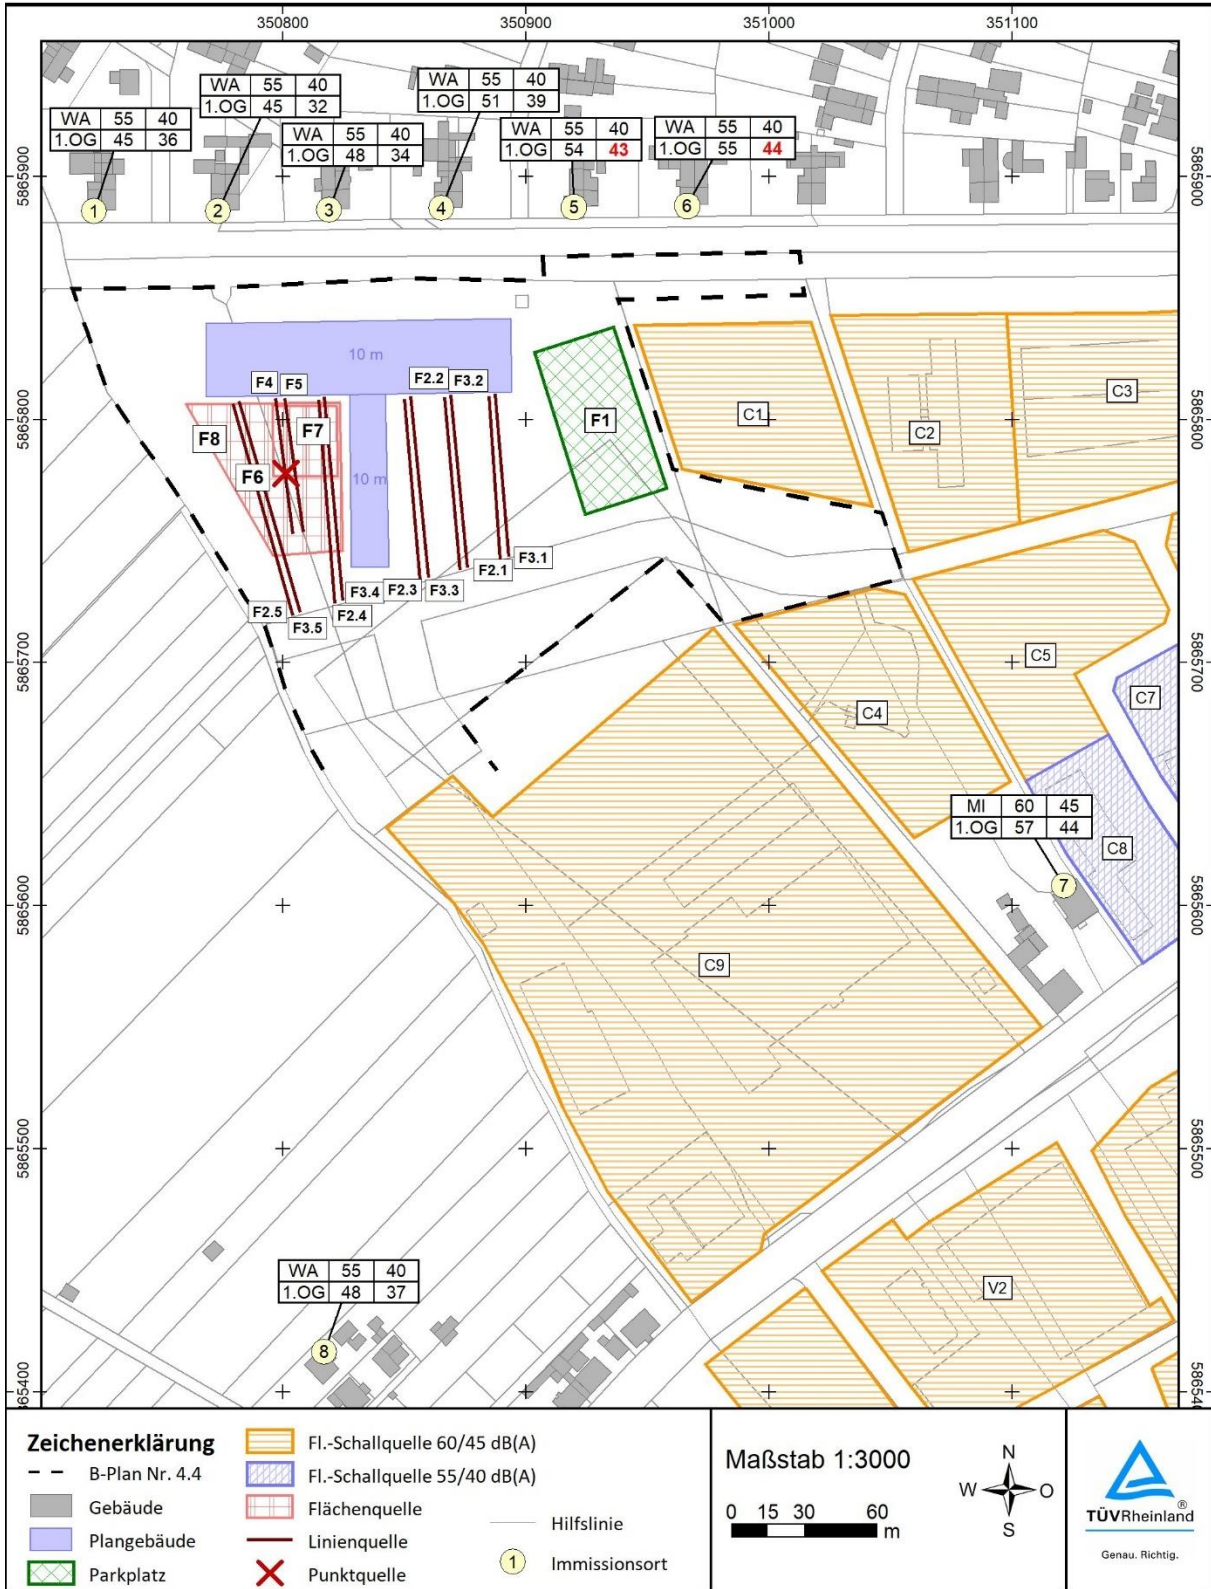 350800 350900 351000 351100
WA 55 40
1.OG 45 36
WA 55 40
1.OG 45 32
WA 55 40
1.OG 48 34
WA 55 40
1.OG 51 39
WA 55 40
1.OG 54 43
WA 55 40
1.OG 55 44
5865900 5865900
1 2 3 4 5 6
10 m
F4 F5 F2.2 F3.2
5865800 5865800
F8 F7 F1 C1 C2 C3
F6 10 m
F3.1
F2.1
F3.4 F2.3 F3.3
F2.5 F2.4
F3.5
5865700 5865700
C5
C7
C4
MI 60 45
1.OG 57 44
C8
7
5865600 5865600
C9
5865500 5865500
WA 55 40
1.OG 48 37
V2
8
Zeichenerklärung
B-Plan Nr. 4.4
Gebäude
Plangebäude
Parkplatz
Fl.-Schallquelle 60/45 dB(A)
Fl.-Schallquelle 55/40 dB(A)
Flächenquelle
Linienquelle
Punktquelle
Hilfslinie
1 Immissionsort
Maßstab 1:3000
0 15 30 60
m
N
W O
S
TÜVRheinland ®
Genau. Richtig.